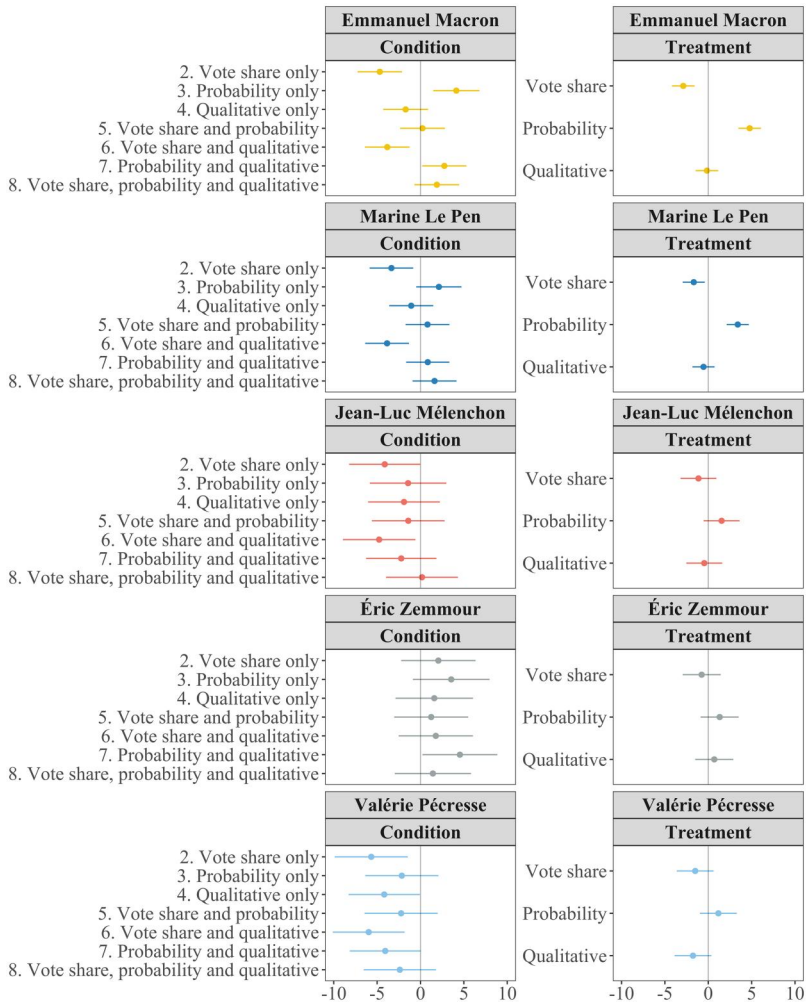 Emmanuel Macron
Condition
2. Vote share only
3. Probability only
4. Qualitative only
5. Vote share and probability
6. Vote share and qualitative
7. Probability and qualitative
8. Vote share, probability and qualitative
Emmanuel Macron
Treatment
Vote share
Probability
Qualitative
Marine Le Pen
Condition
2. Vote share only
3. Probability only
4. Qualitative only
5. Vote share and probability
6. Vote share and qualitative
7. Probability and qualitative
8. Vote share, probability and qualitative
Marine Le Pen
Treatment
Vote share
Probability
Qualitative
Jean-Luc Mélenchon
Condition
2. Vote share only
3. Probability only
4. Qualitative only
5. Vote share and probability
6. Vote share and qualitative
7. Probability and qualitative
8. Vote share, probability and qualitative
Jean-Luc Mélenchon
Treatment
Vote share
Probability
Qualitative
Éric Zemmour
Condition
2. Vote share only
3. Probability only
4. Qualitative only
5. Vote share and probability
6. Vote share and qualitative
7. Probability and qualitative
8. Vote share, probability and qualitative
Éric Zemmour
Treatment
Vote share
Probability
Qualitative
Valérie Pécresse
Condition
2. Vote share only
3. Probability only
4. Qualitative only
5. Vote share and probability
6. Vote share and qualitative
7. Probability and qualitative
8. Vote share, probability and qualitative
-10 -5 0 5 10
Valérie Pécresse
Treatment
Vote share
Probability
Qualitative
-10 -5 0 5 10